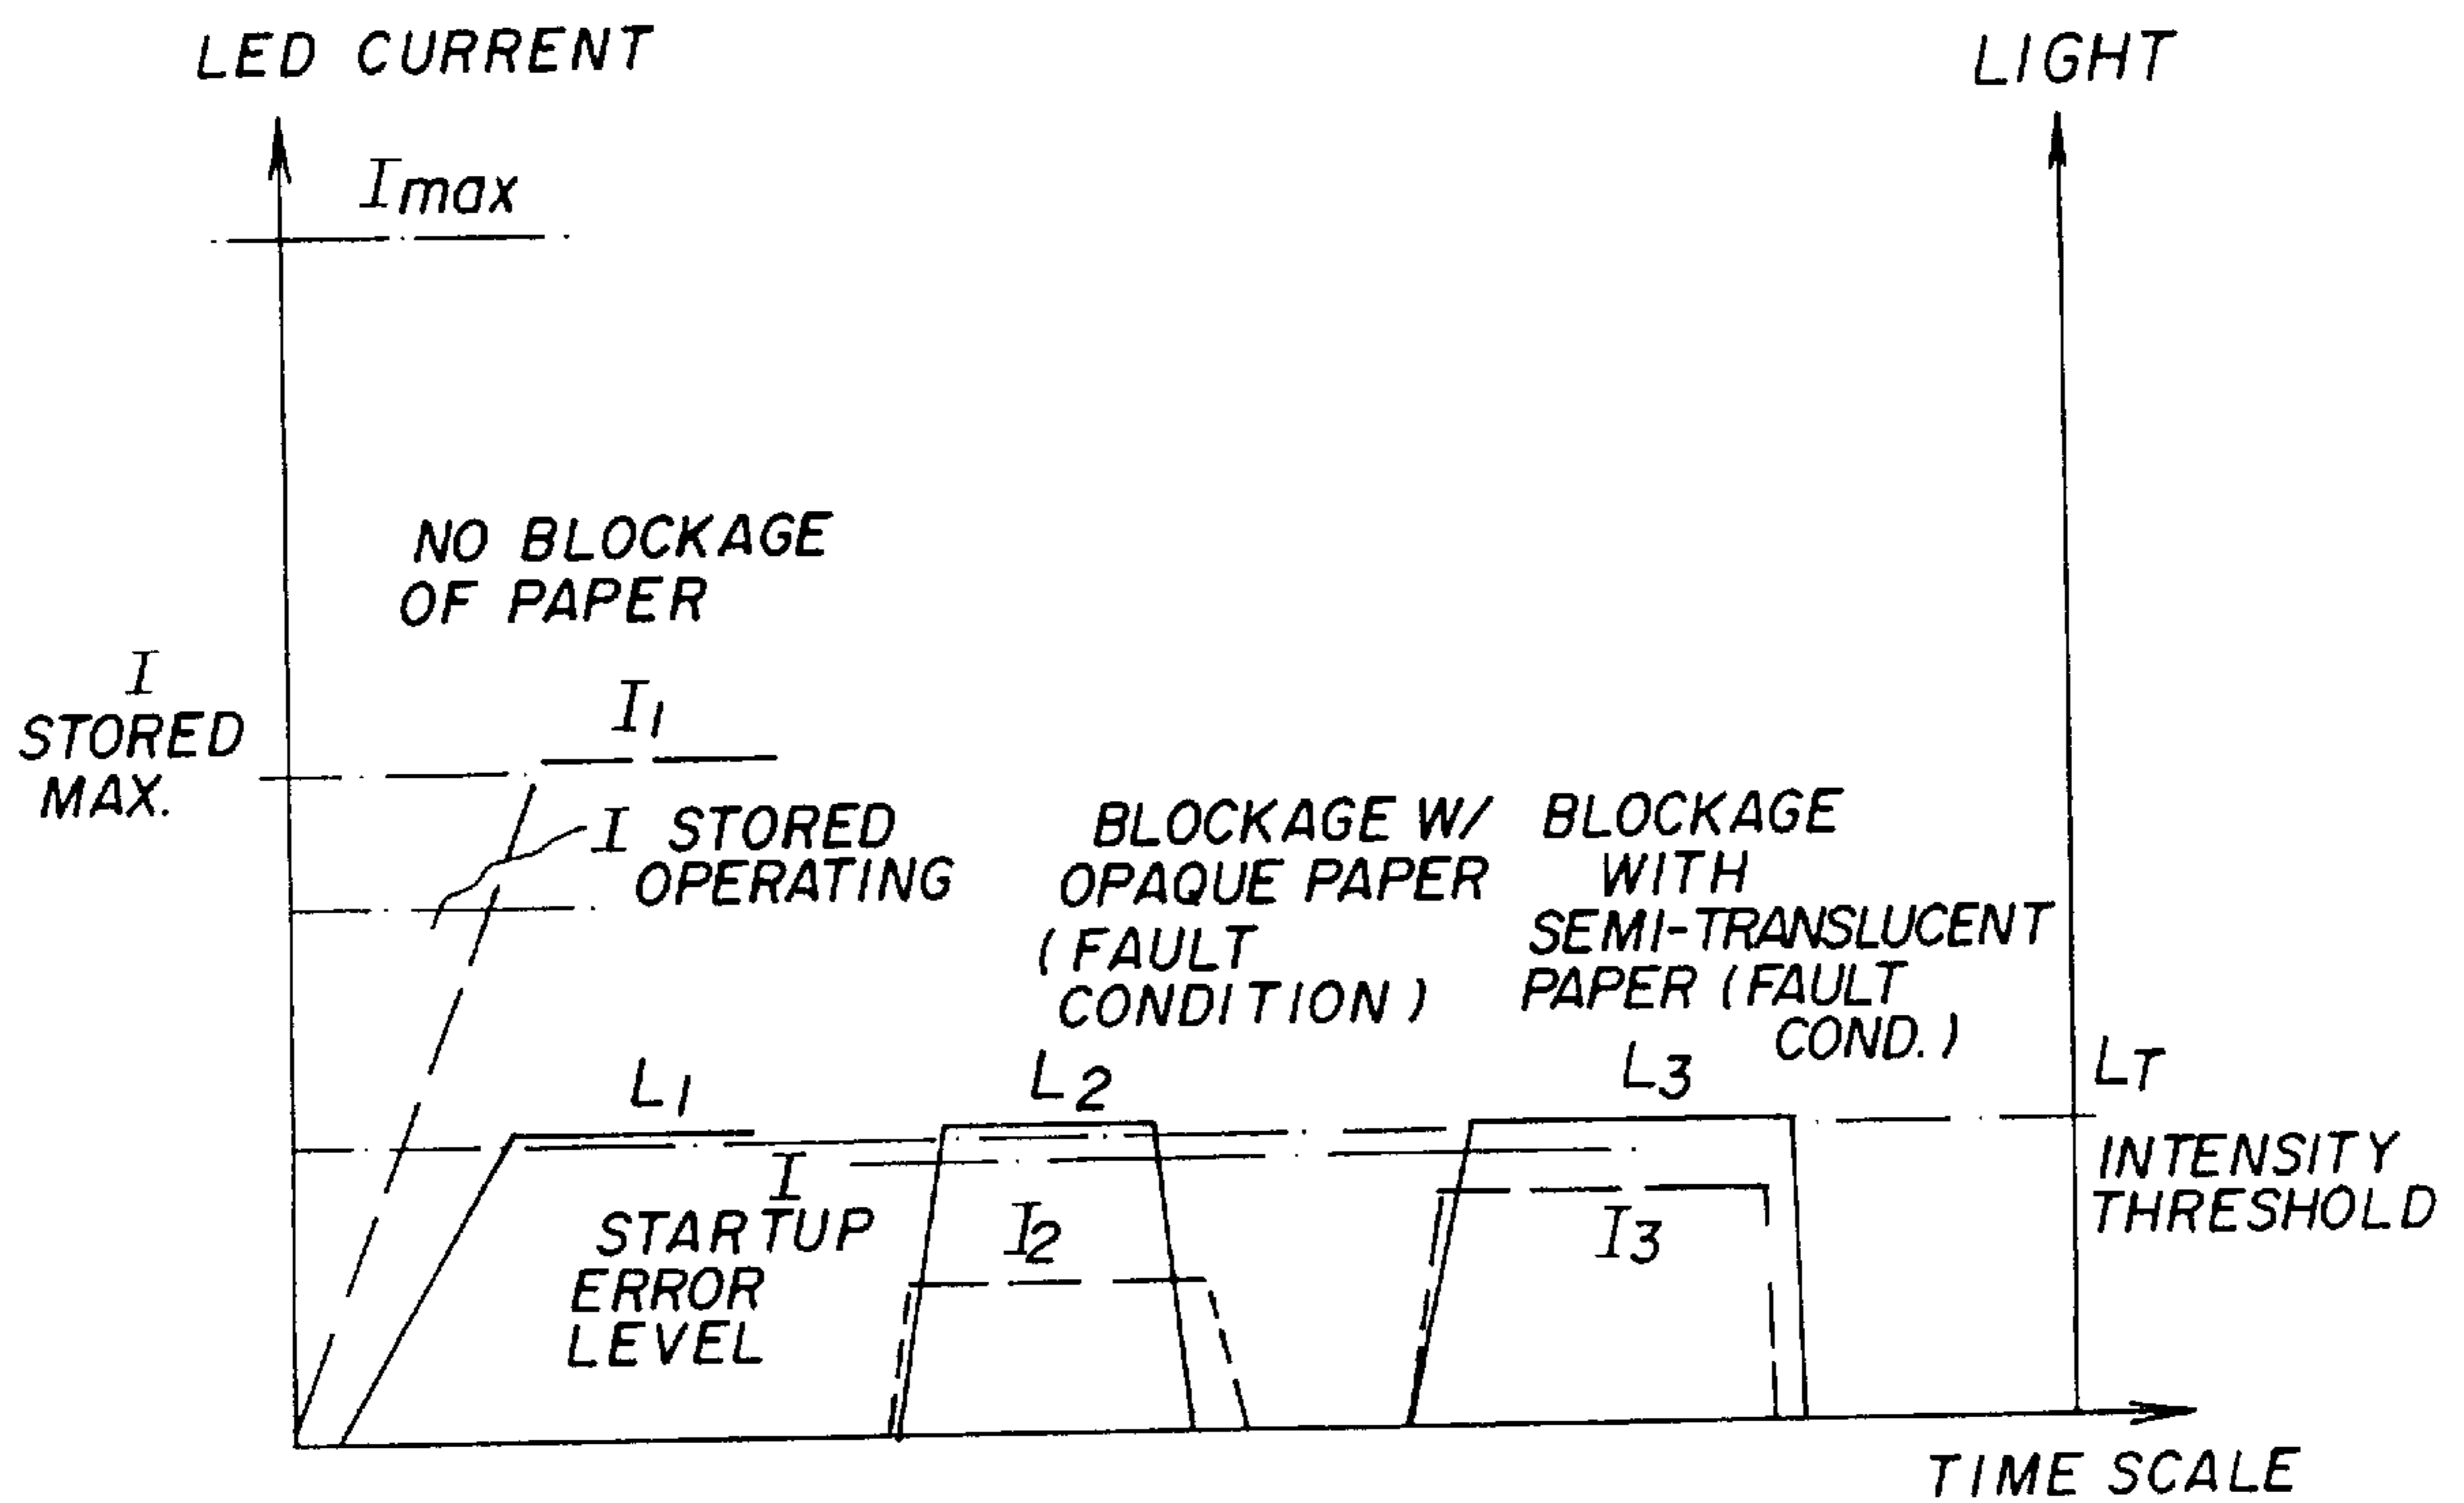 LED CURRENT
LIGHT
Imax
NO BLOCKAGE
OF PAPER
I
STORED
MAX.
I1
I STORED
OPERATING
BLOCKAGE W/
OPAQUE PAPER
(FAULT
CONDITION)
BLOCKAGE
WITH
SEMI-TRANSLUCENT
PAPER (FAULT
COND.)
L1
L2
L3
LT
INTENSITY
THRESHOLD
I
STARTUP
ERROR
LEVEL
I2
I3
TIME SCALE